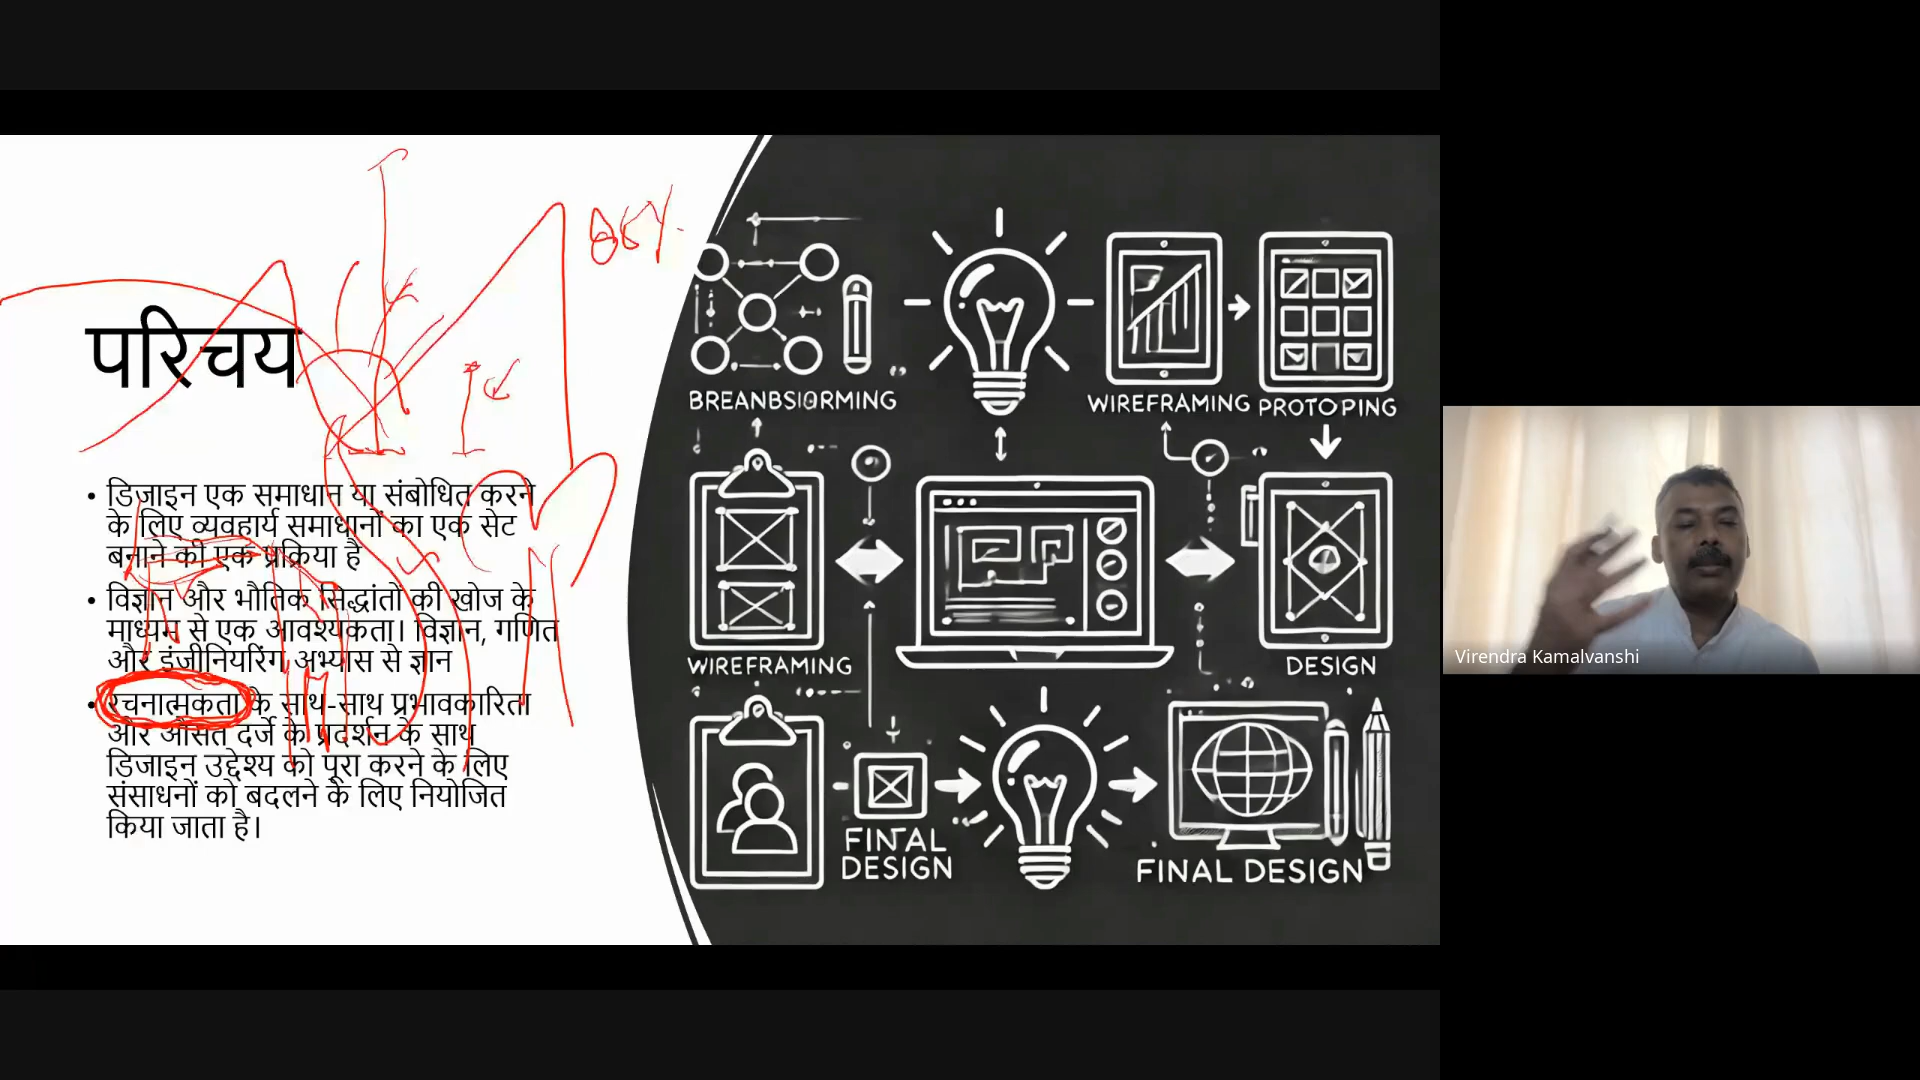 परिचय
• डिजाइन एक समाधान या संबोधित करने
के लिए व्यवहार्य समाधानों का एक सेट
बनाने की एक प्रक्रिया है
• विज्ञान और भौतिक सिद्धांतों की खोज के
माध्यम से एक आवश्यकता। विज्ञान, गणित
और इंजीनियरिंग अभ्यास से ज्ञान
• रचनात्मकता के साथ-साथ प्रभावकारिता
और औसत दर्जे के प्रदर्शन के साथ
डिजाइन उद्देश्य को पूरा करने के लिए
संसाधनों को बदलने के लिए नियोजित
किया जाता है।
BREANBSIORMING
WIREFRAMING
PROTOPING
WIREFRAMING
DESIGN
FINTAL
DESIGN
FINAL DESIGN
Virendra Kamalvanshi